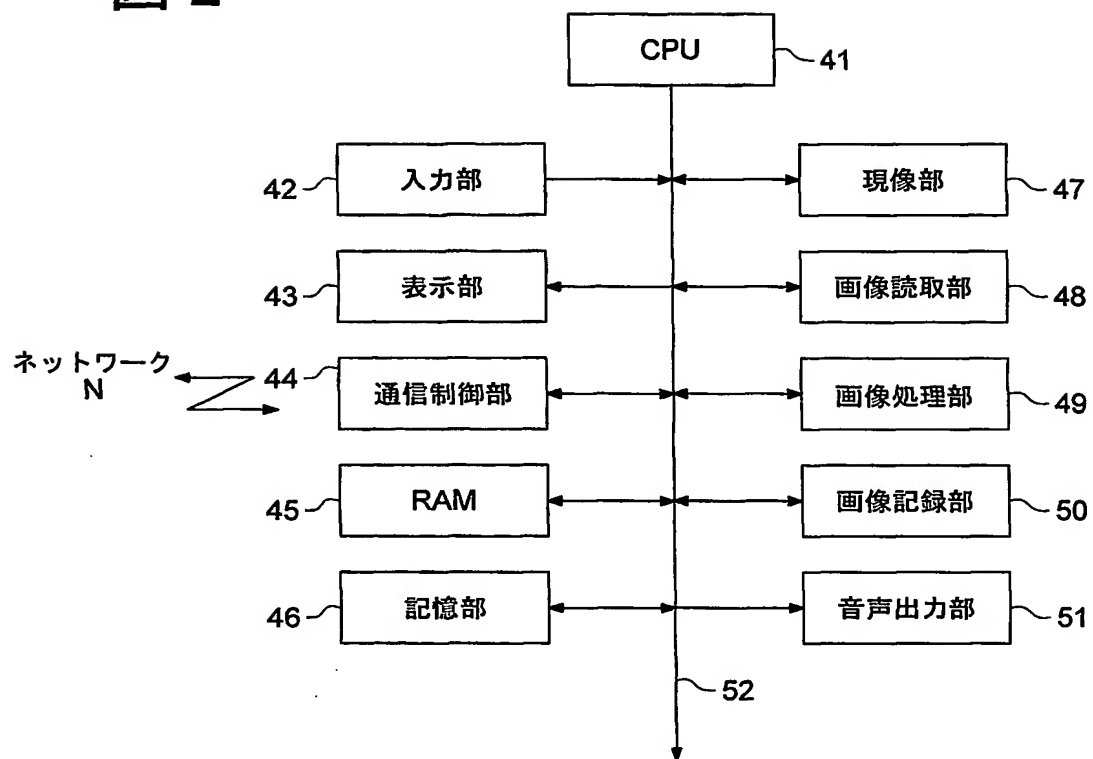 CPU
41
42
入力部
現像部
47
43
表示部
画像読取部
48
ネットワーク
N
44
通信制御部
画像処理部
49
45
RAM
画像記録部
50
46
記憶部
音声出力部
51
52